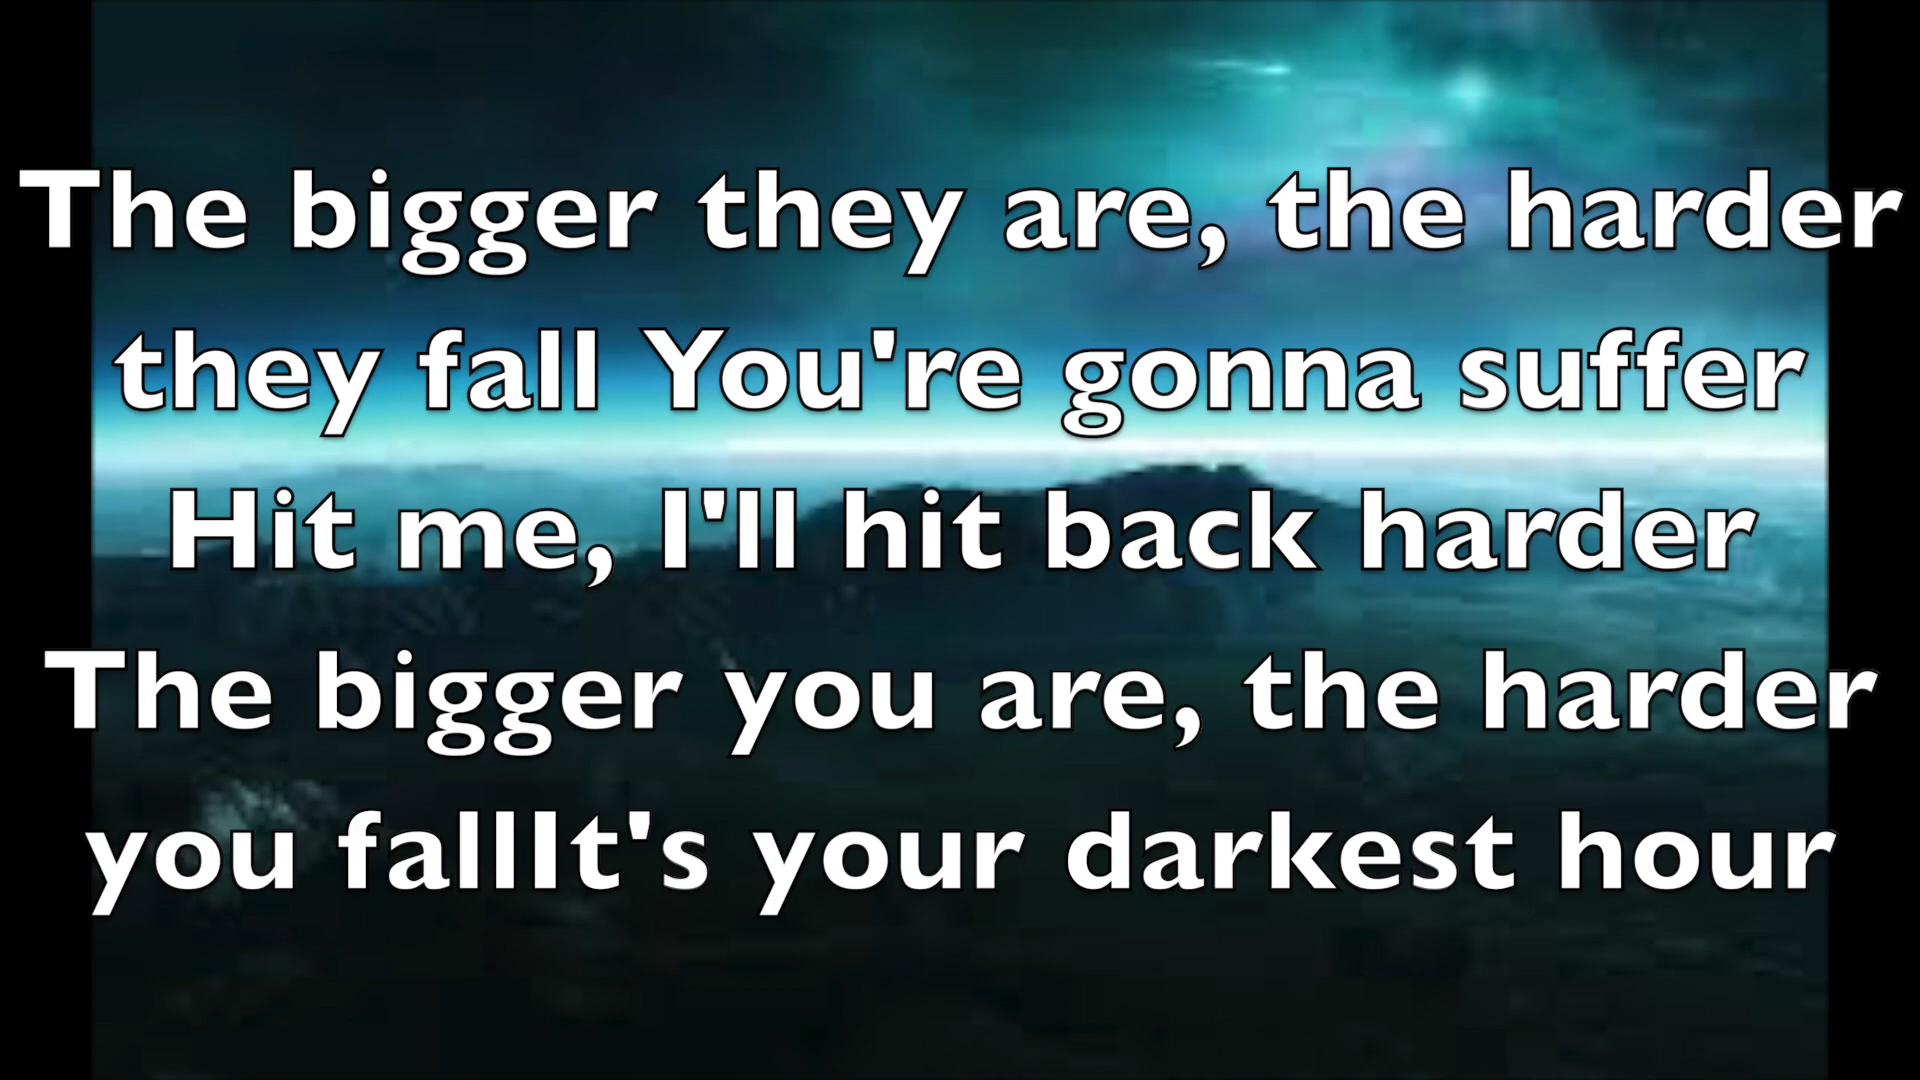 The bigger they are, the harder
they fall You're gonna suffer
Hit me, I'll hit back harder
The bigger you are, the harder
you fallIt's your darkest hour